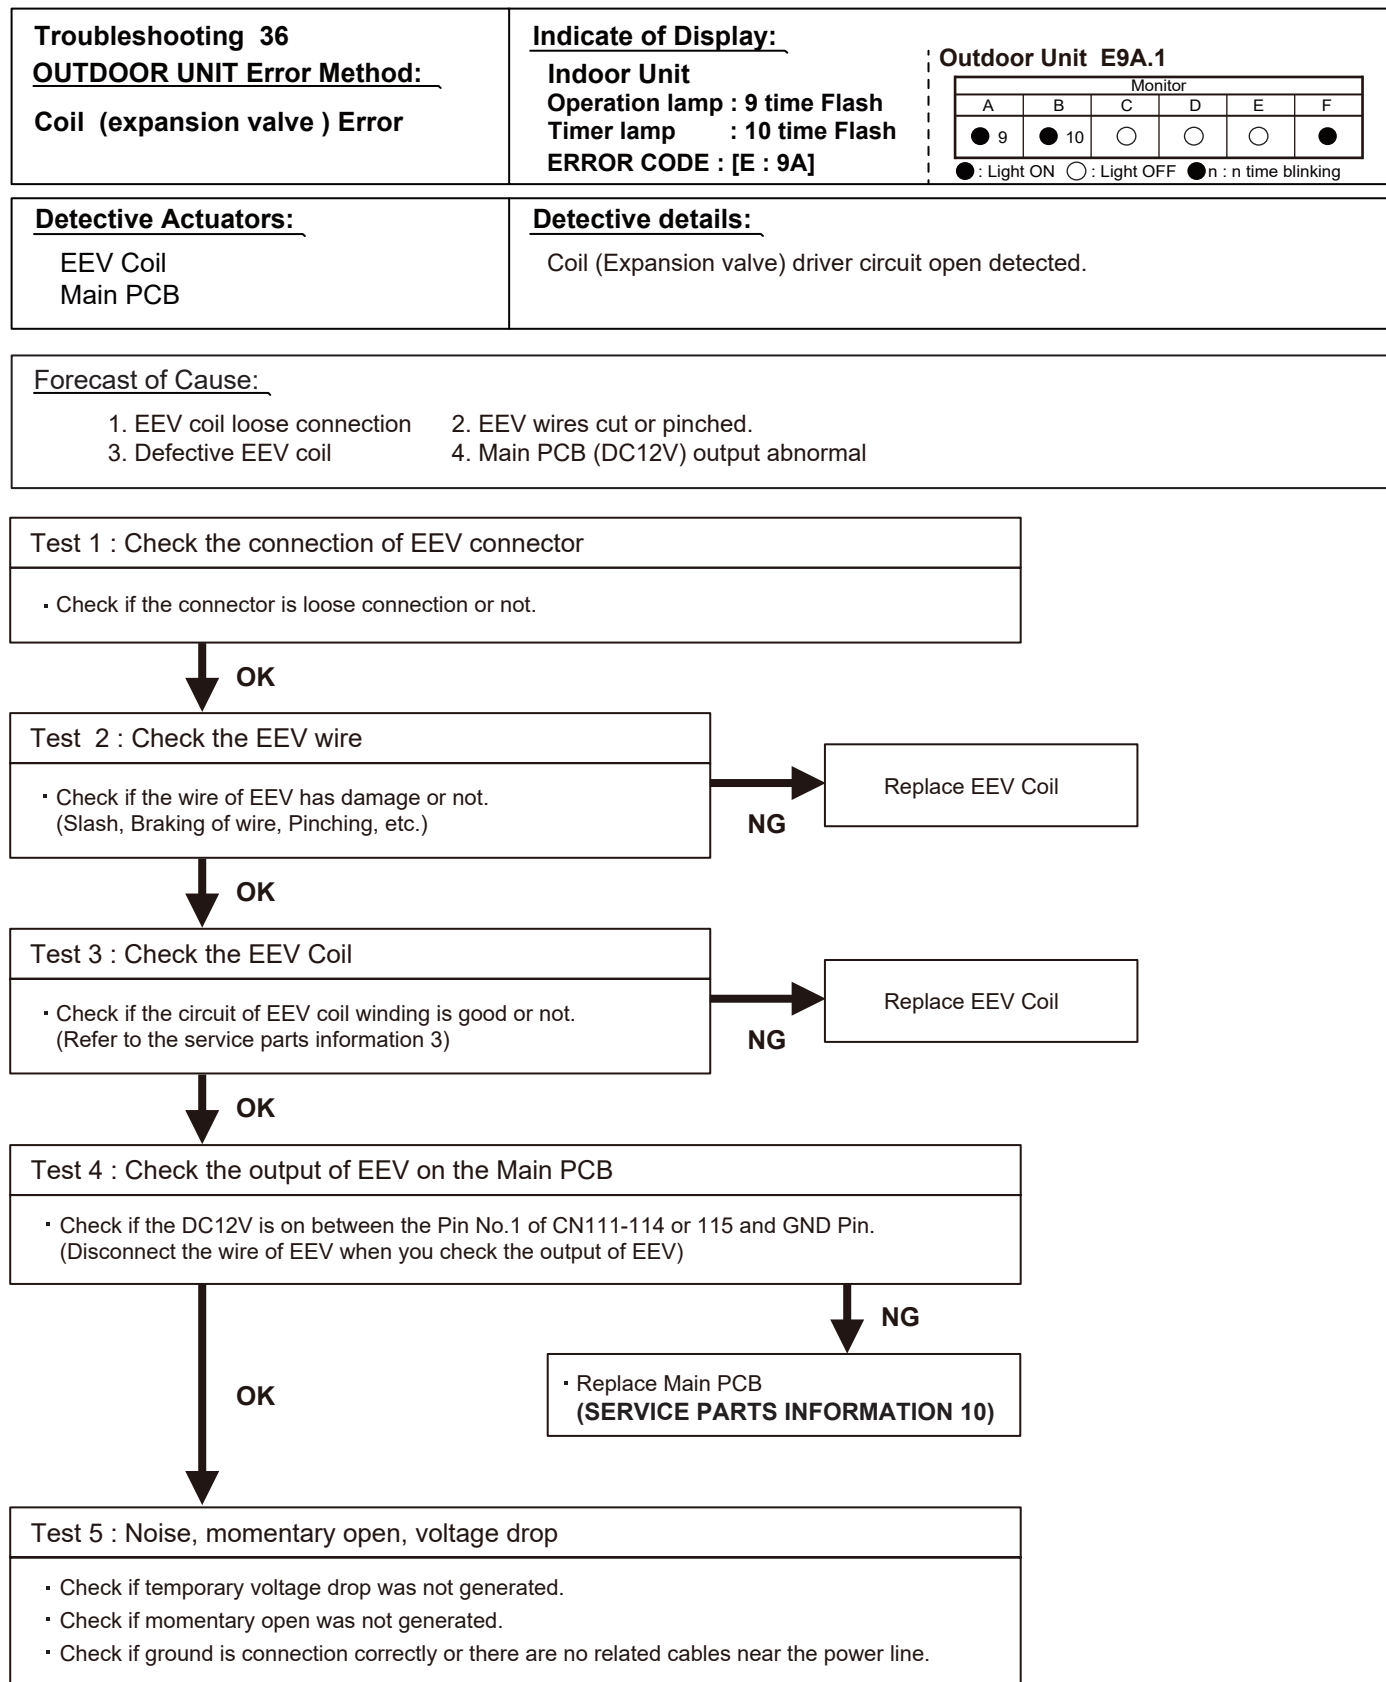 Troubleshooting 36
OUTDOOR UNIT Error Method:
Coil (expansion valve ) Error
Indicate of Display:
Indoor Unit
Operation lamp : 9 time Flash
Timer lamp : 10 time Flash
ERROR CODE : [E : 9A]
Outdoor Unit E9A.1
Monitor
A B C D E F
● 9 ● 10 ○ ○ ○ ●
● : Light ON ○ : Light OFF ●n : n time blinking
Detective Actuators:
EEV Coil
Main PCB
Detective details:
Coil (Expansion valve) driver circuit open detected.
Forecast of Cause:
1. EEV coil loose connection 2. EEV wires cut or pinched.
3. Defective EEV coil 4. Main PCB (DC12V) output abnormal
Test 1 : Check the connection of EEV connector
・Check if the connector is loose connection or not.
OK
Test 2 : Check the EEV wire
・Check if the wire of EEV has damage or not.
(Slash, Braking of wire, Pinching, etc.)
NG
Replace EEV Coil
OK
Test 3 : Check the EEV Coil
・Check if the circuit of EEV coil winding is good or not.
(Refer to the service parts information 3)
NG
Replace EEV Coil
OK
Test 4 : Check the output of EEV on the Main PCB
・Check if the DC12V is on between the Pin No.1 of CN111-114 or 115 and GND Pin.
(Disconnect the wire of EEV when you check the output of EEV)
NG
・Replace Main PCB
(SERVICE PARTS INFORMATION 10)
OK
Test 5 : Noise, momentary open, voltage drop
・Check if temporary voltage drop was not generated.
・Check if momentary open was not generated.
・Check if ground is connection correctly or there are no related cables near the power line.